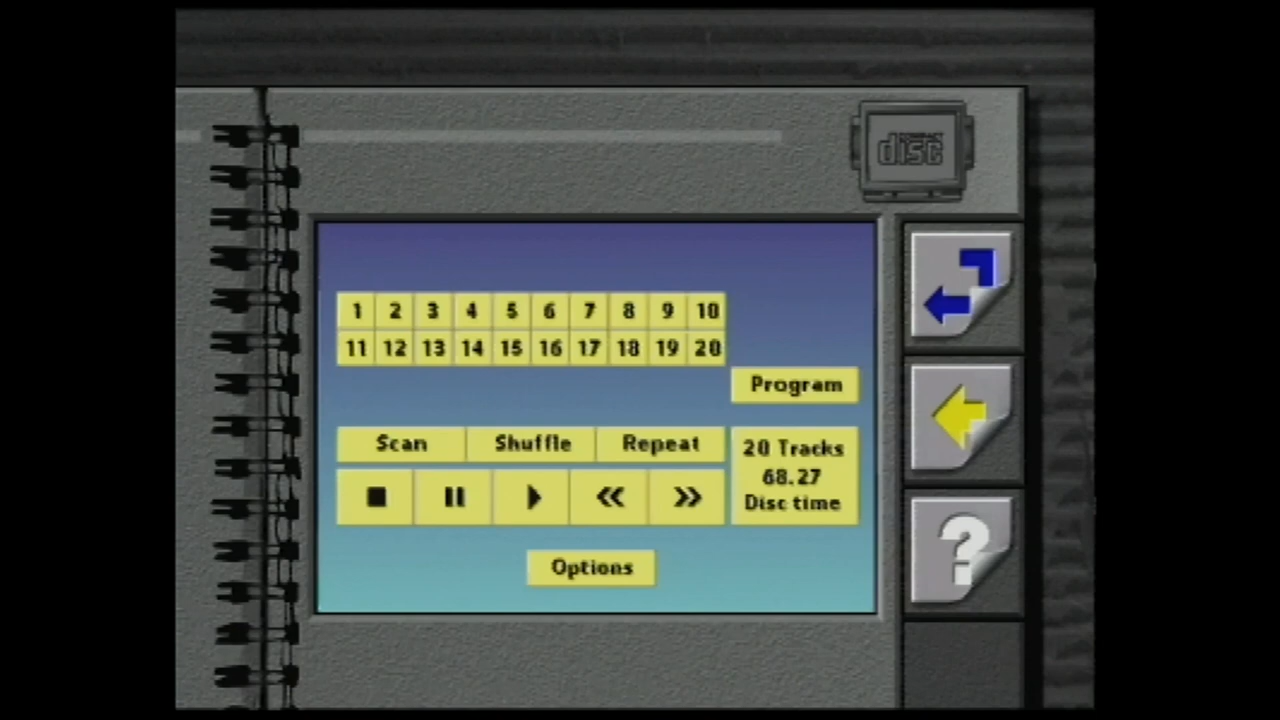 COMPACT
disc
1 2 3 4 5 6 7 8 9 10
11 12 13 14 15 16 17 18 19 20
Program
Scan Shuffle Repeat
20 Tracks
68.27
Disc time
Options
?